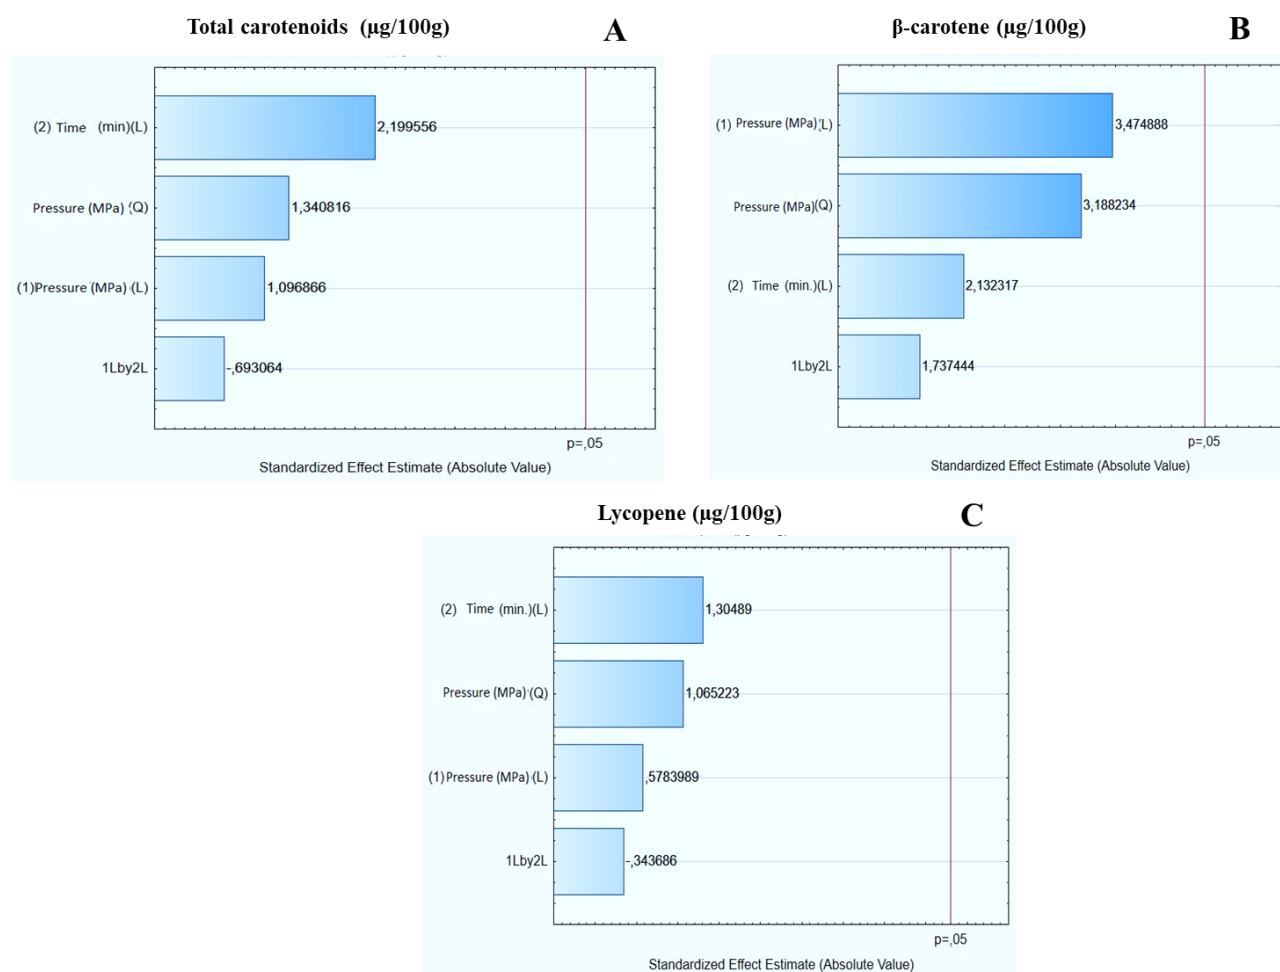 Total carotenoids (µg/100g)
A
(2) Time (min)(L)
2,199556
Pressure (MPa) (Q)
1,340816
(1)Pressure (MPa) (L)
1,096866
1Lby2L
-,693064
p=,05
Standardized Effect Estimate (Absolute Value)
β-carotene (µg/100g)
B
(1) Pressure (MPa)(L)
3,474888
Pressure (MPa)(Q)
3,188234
(2) Time (min.)(L)
2,132317
1Lby2L
1,737444
p=,05
Standardized Effect Estimate (Absolute Value)
Lycopene (µg/100g)
C
(2) Time (min.)(L)
1,30489
Pressure (MPa) (Q)
1,065223
(1)Pressure (MPa) (L)
,5783989
1Lby2L
-,343686
p=,05
Standardized Effect Estimate (Absolute Value)